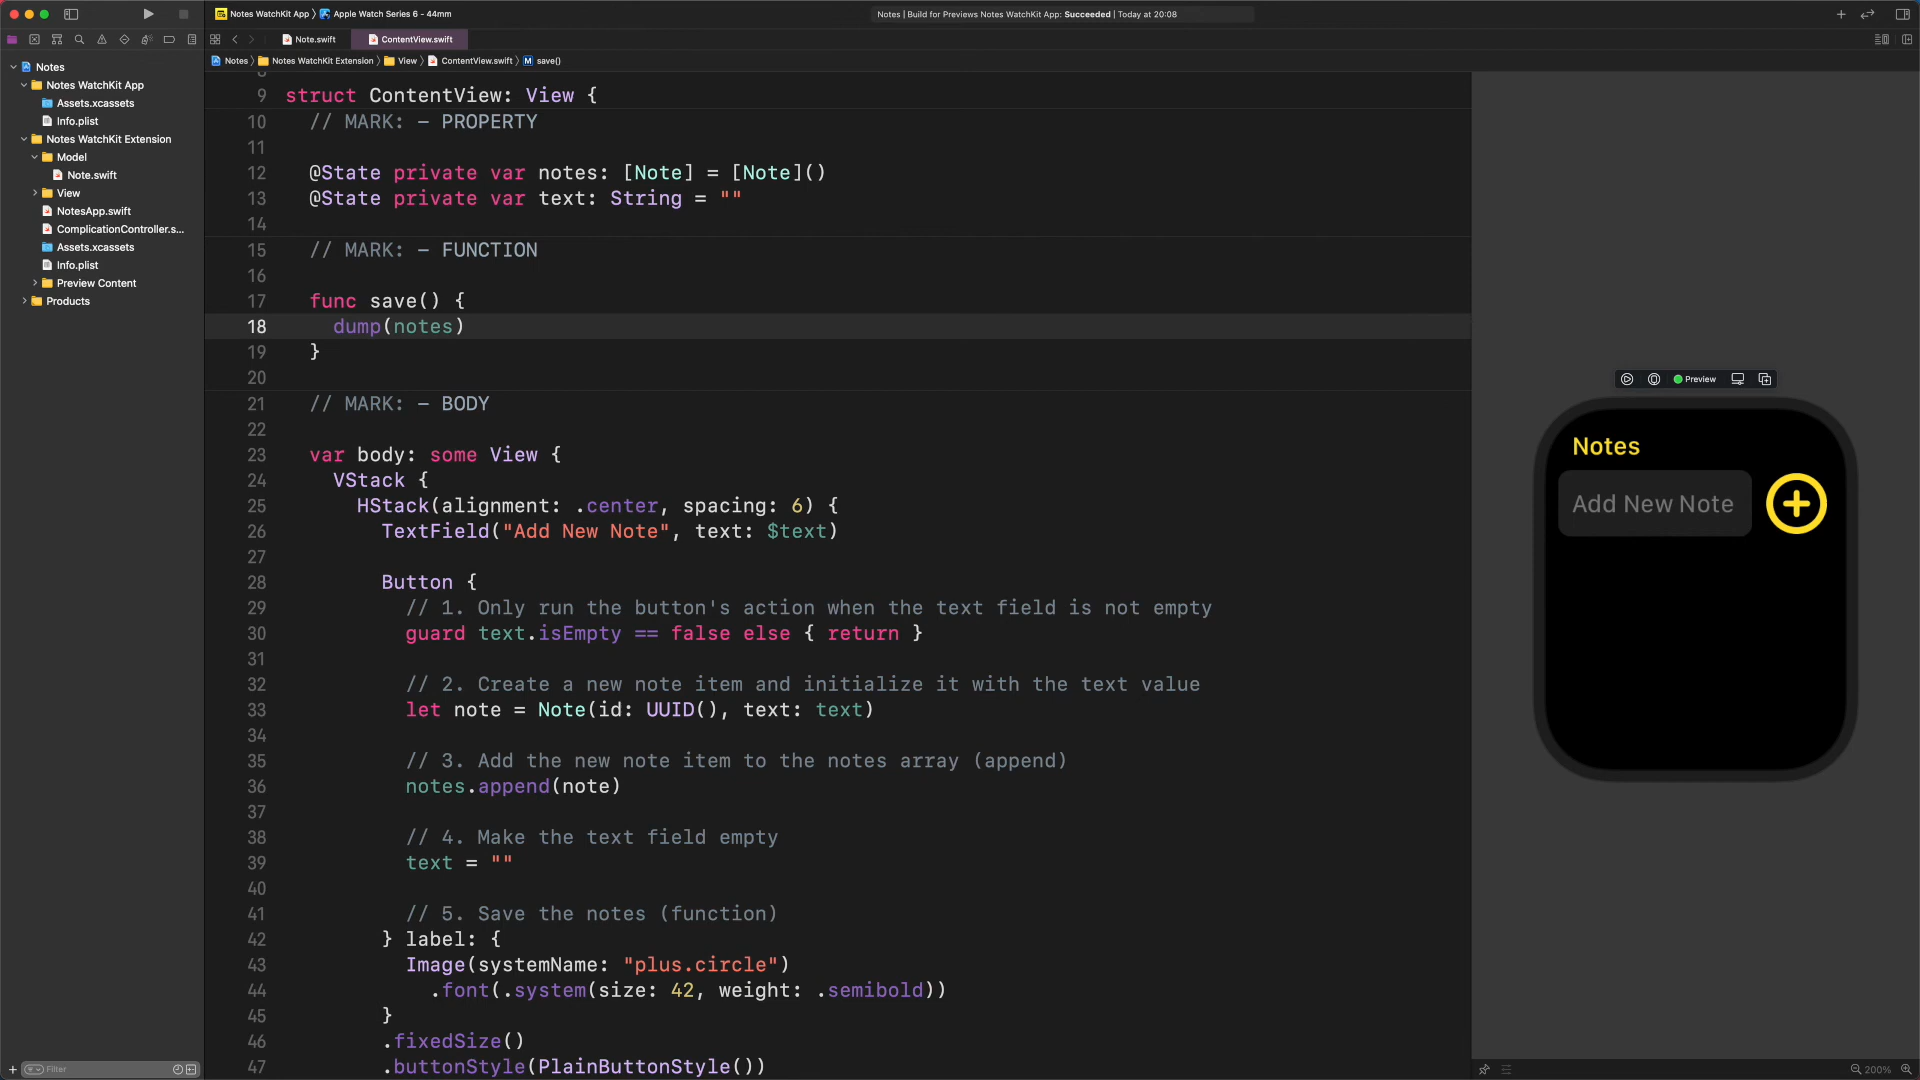 Notes WatchKit App
Apple Watch Series 6 - 44mm
Notes | Build for Previews Notes WatchKit App: Succeeded | Today at 20:08
Note.swift
ContentView.swift
Notes
Notes WatchKit Extension
View
ContentView.swift
M save()
Notes
Notes WatchKit App
Assets.xcassets
Info.plist
Notes WatchKit Extension
Model
Note.swift
View
NotesApp.swift
ComplicationController.s...
Assets.xcassets
Info.plist
Preview Content
Products
Filter
8
9 struct ContentView: View {
10 // MARK: - PROPERTY
11
12 @State private var notes: [Note] = [Note]()
13 @State private var text: String = ""
14
15 // MARK: - FUNCTION
16
17 func save() {
18 dump(notes)
19 }
20
21 // MARK: - BODY
22
23 var body: some View {
24 VStack {
25 HStack(alignment: .center, spacing: 6) {
26 TextField("Add New Note", text: $text)
27
28 Button {
29 // 1. Only run the button's action when the text field is not empty
30 guard text.isEmpty == false else { return }
31
32 // 2. Create a new note item and initialize it with the text value
33 let note = Note(id: UUID(), text: text)
34
35 // 3. Add the new note item to the notes array (append)
36 notes.append(note)
37
38 // 4. Make the text field empty
39 text = ""
40
41 // 5. Save the notes (function)
42 } label: {
43 Image(systemName: "plus.circle")
44 .font(.system(size: 42, weight: .semibold))
45 }
46 .fixedSize()
47 .buttonStyle(PlainButtonStyle())
Preview
Notes
Add New Note
200%